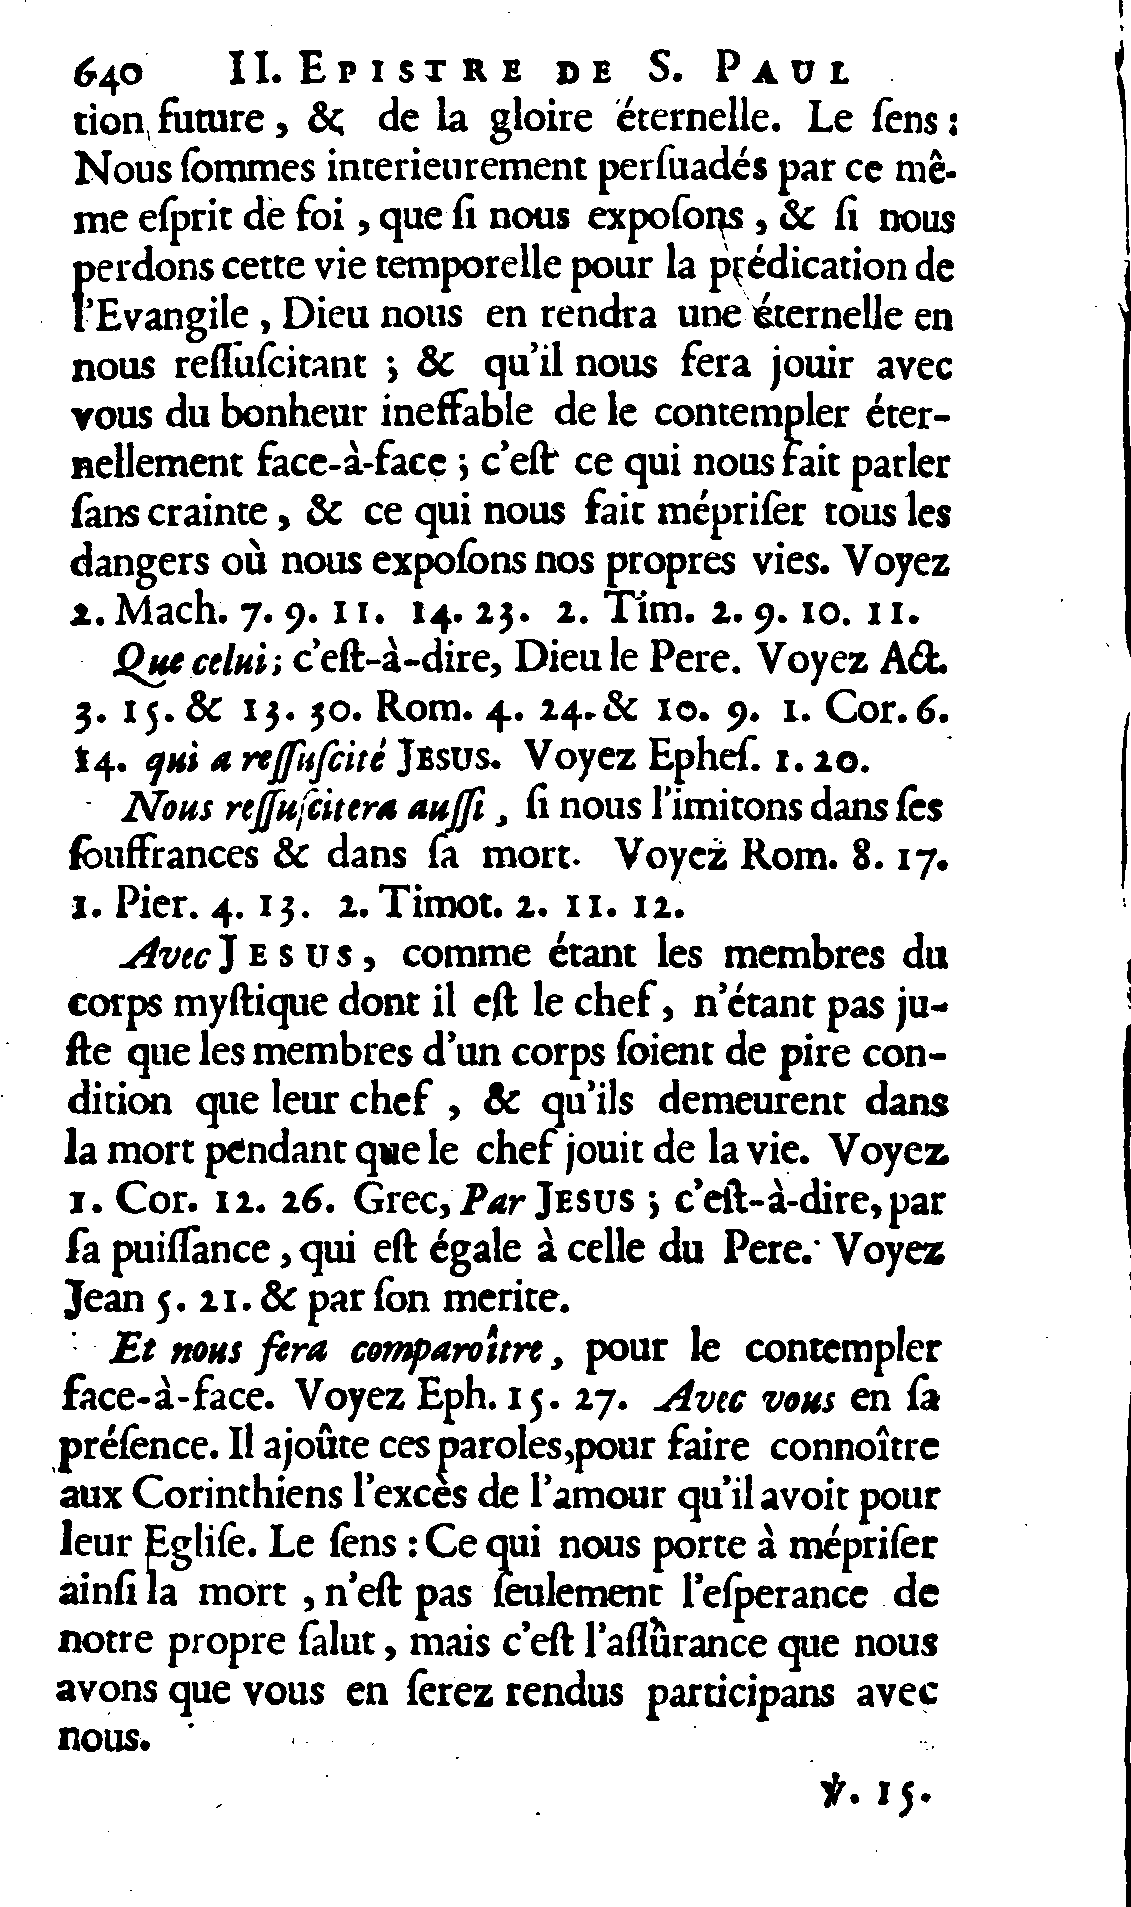 640 II. EPISTRE DE S. PAUL
tion future, & de la gloire éternelle. Le ſens :
Nous ſommes interieurement perſuadés par ce mê-
me eſprit de foi, que ſi nous expoſons, & ſi nous
perdons cette vie temporelle pour la prédication de
l'Evangile, Dieu nous en rendra une éternelle en
nous reſſuſcitant ; & qu'il nous fera jouir avec
vous du bonheur ineffable de le contempler éter-
nellement face-à-face ; c'eſt ce qui nous fait parler
ſans crainte, & ce qui nous fait mépriſer tous les
dangers où nous expoſons nos propres vies. Voyez
2. Mach. 7. 9. 11. 14. 23. 2. Tim. 2. 9. 10. 11.
Que celui ; c'eſt-à-dire, Dieu le Pere. Voyez Act.
3. 15. & 13. 30. Rom. 4. 24. & 10. 9. 1. Cor. 6.
14. qui a reſſuſcité JESUS. Voyez Epheſ. 1. 20.
Nous reſſuſcitera auſſi, ſi nous l'imitons dans ſes
ſouffrances & dans ſa mort. Voyez Rom. 8. 17.
1. Pier. 4. 13. 2. Timot. 2. 11. 12.
Avec JESUS, comme étant les membres du
corps myſtique dont il eſt le chef, n'étant pas ju-
ſte que les membres d'un corps ſoient de pire con-
dition que leur chef, & qu'ils demeurent dans
la mort pendant que le chef jouit de la vie. Voyez
1. Cor. 12. 26. Grec, Par JESUS ; c'eſt-à-dire, par
ſa puiſſance, qui eſt égale à celle du Pere. Voyez
Jean 5. 21. & par ſon merite.
Et nous fera comparoître, pour le contempler
face-à-face. Voyez Eph. 15. 27. Avec vous en ſa
préſence. Il ajoûte ces paroles, pour faire connoître
aux Corinthiens l'excès de l'amour qu'il avoit pour
leur Egliſe. Le ſens : Ce qui nous porte à mépriſer
ainſi la mort, n'eſt pas ſeulement l'eſperance de
notre propre ſalut, mais c'eſt l'aſſûrance que nous
avons que vous en ſerez rendus participans avec
nous.
℣. 15.